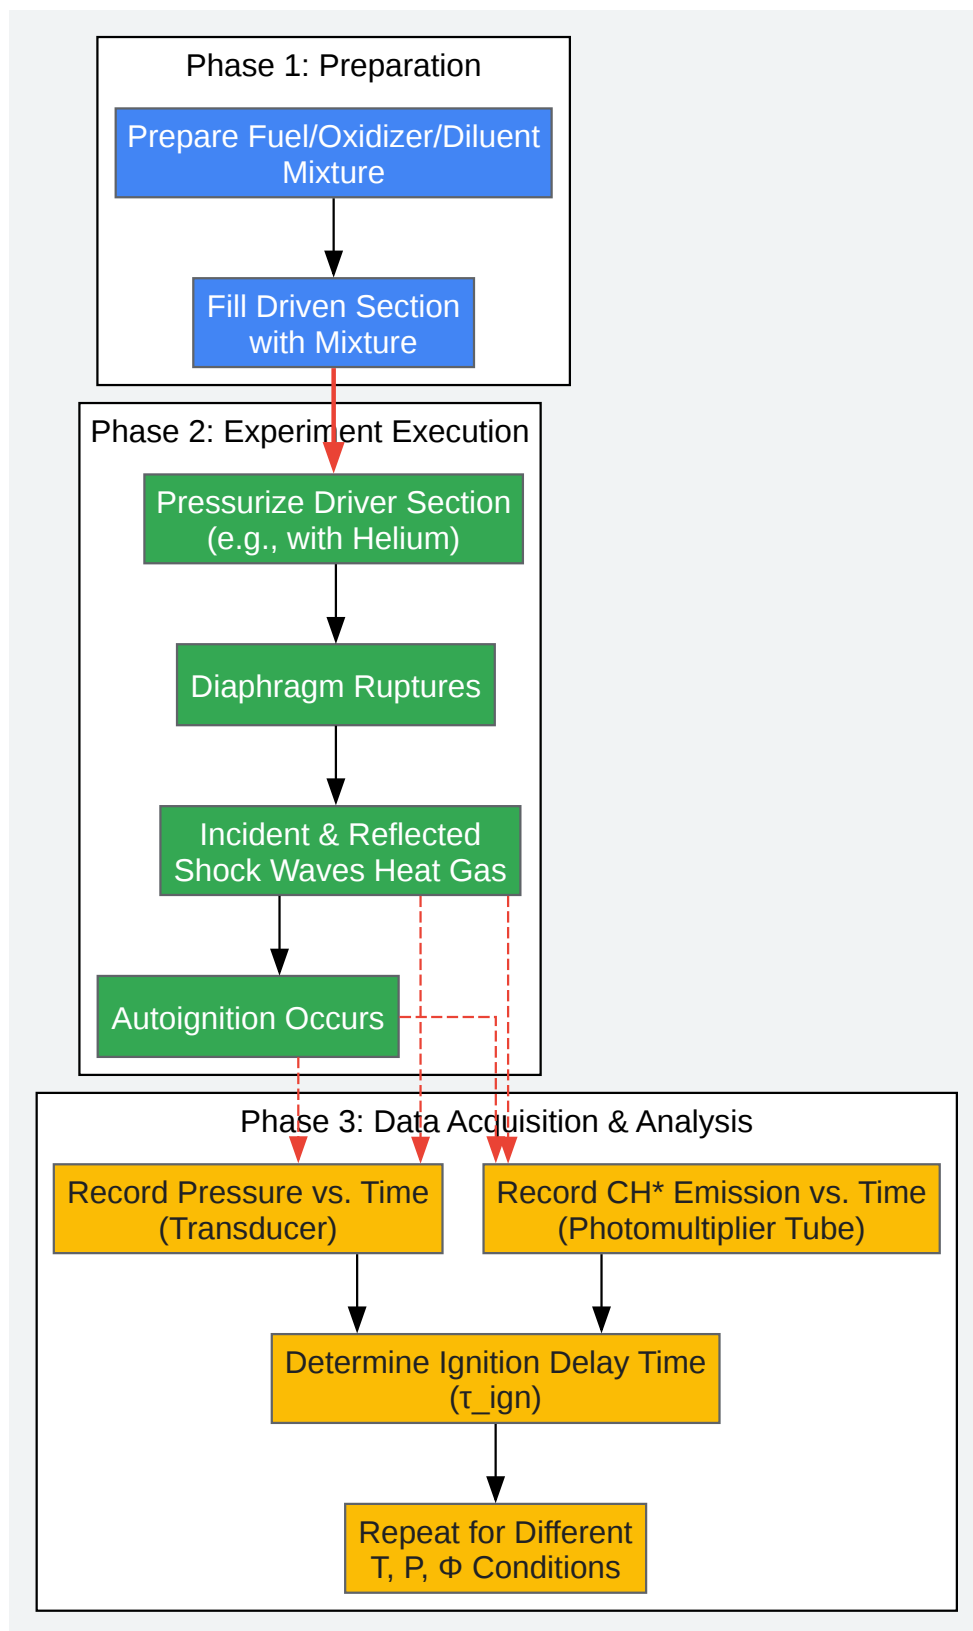 Phase 1: Preparation
Prepare Fuel/Oxidizer/Diluent
Mixture
Fill Driven Section
with Mixture
Phase 2: Experiment Execution
Pressurize Driver Section
(e.g., with Helium)
Diaphragm Ruptures
Incident & Reflected
Shock Waves Heat Gas
Autoignition Occurs
Phase 3: Data Acquisition & Analysis
Record Pressure vs. Time
(Transducer)
Record CH* Emission vs. Time
(Photomultiplier Tube)
Determine Ignition Delay Time
(τ_ign)
Repeat for Different
T, P, Φ Conditions